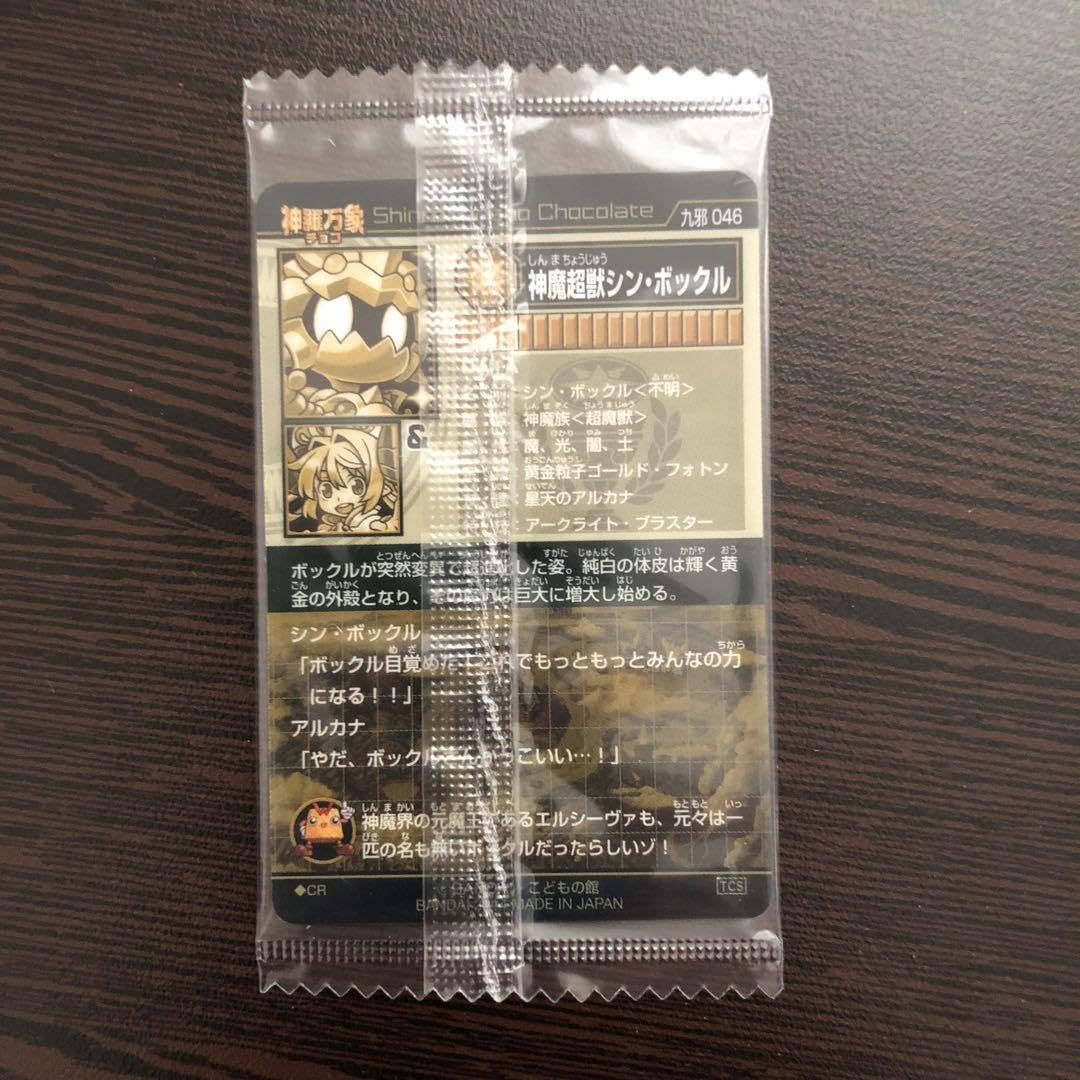 神羅万象
チョコ
Shin Chocolate
九邪 046
しんまちょうじゅう
神魔超獣シン・ボックル
&
シン・ボックル<不明>
神魔族<超魔獣>
魔、光、闇、土
黄金粒子ゴールド・フォトン
星天のアルカナ
アークライト・ブラスター
ボックルが突然変異で した姿。純白の体皮は輝く黄
金の外殻となり、 は巨大に増大し始める。
シン・ボックル
「ボックル目覚めた でもっともっとみんなの力
になる！！」
アルカナ
「やだ、ボックル こいい…！」
神魔界の元魔王であるエルシーヴァも、元々は一
匹の名も無いボックルだったらしいゾ！
◆CR
こどもの館
TCS
BANDAI MADE IN JAPAN